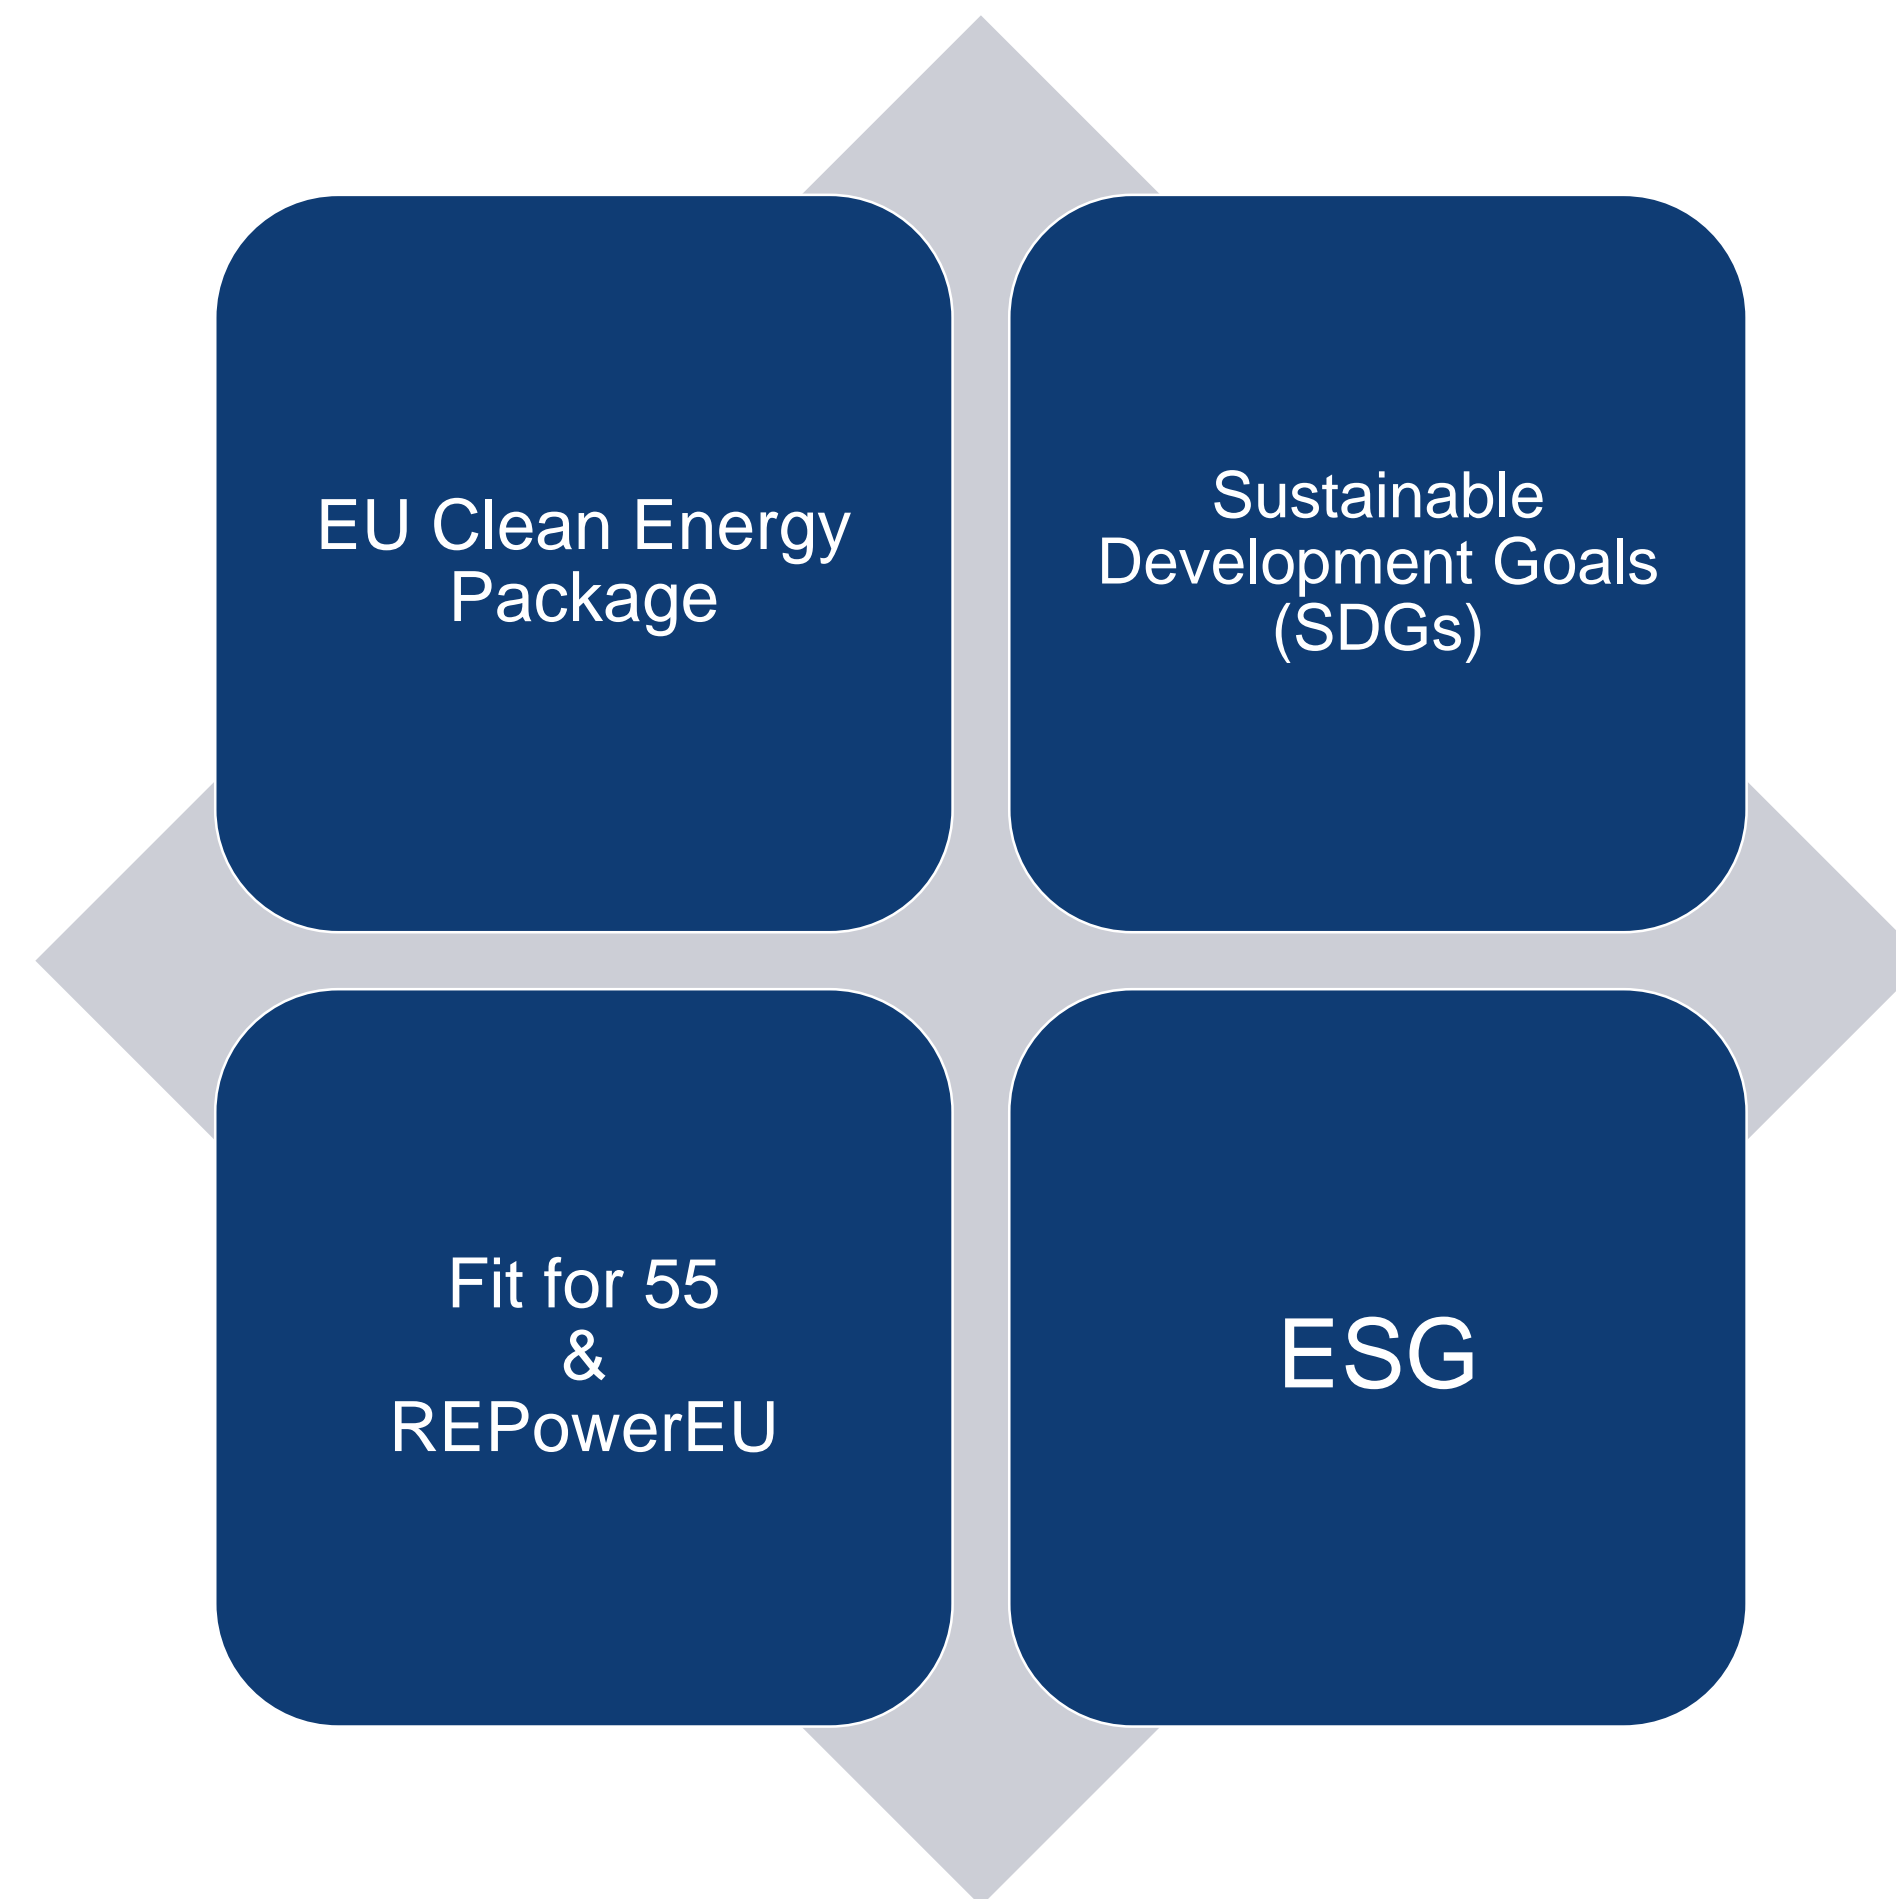 EU Clean Energy
Package
Sustainable
Development Goals
(SDGs)
Fit for 55
&
REPowerEU
ESG